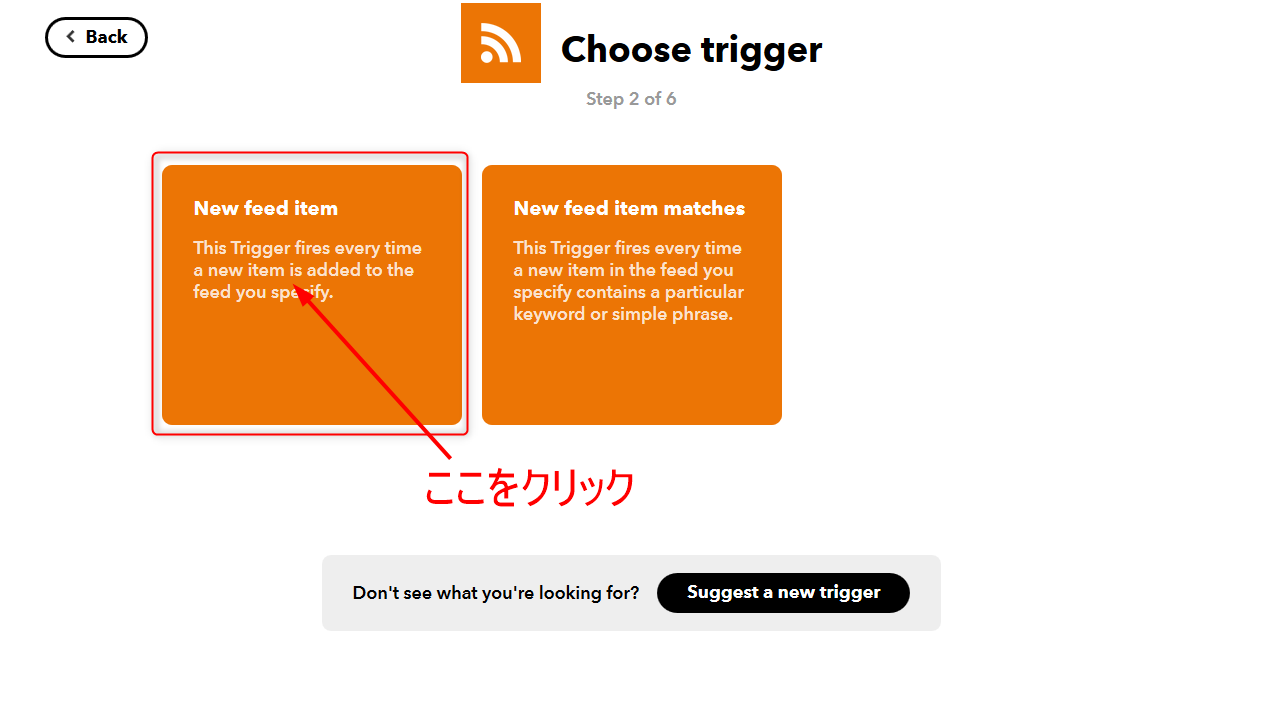 Back
Choose trigger
Step 2 of 6
New feed item
This Trigger fires every time
a new item is added to the
feed you specify.
New feed item matches
This Trigger fires every time
a new item in the feed you
specify contains a particular
keyword or simple phrase.
ここをクリック
Don't see what you're looking for?
Suggest a new trigger